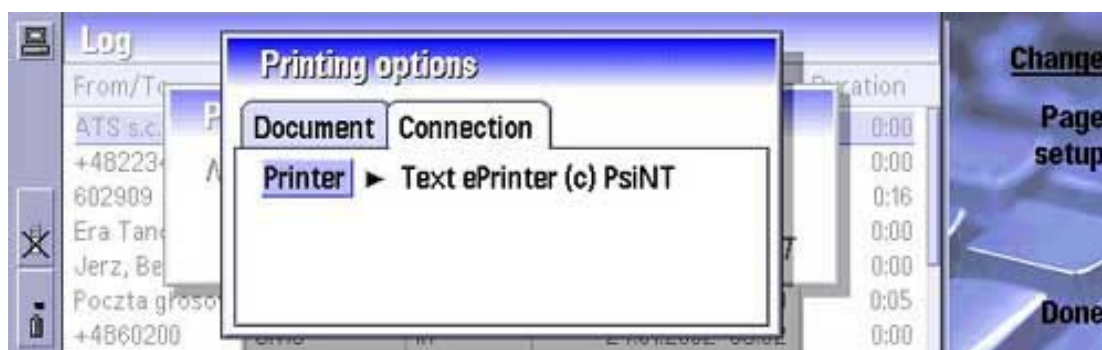 Log
Printing options
Change
From/To
Duration
Document Connection
Page
setup
ATS s.c.
0:00
Printer ► Text ePrinter (c) PsiNT
+48223
0:00
602909
0:16
Era Tan
0:00
Jerz, Be
0:00
Poczta głoso
0:05
Done
+4860200
0:00